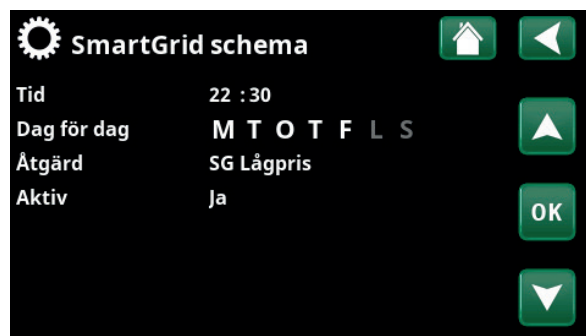 SmartGrid schema
Tid 22 :30
Dag för dag M T O T F L S
Åtgärd SG Lågpris
Aktiv Ja
OK